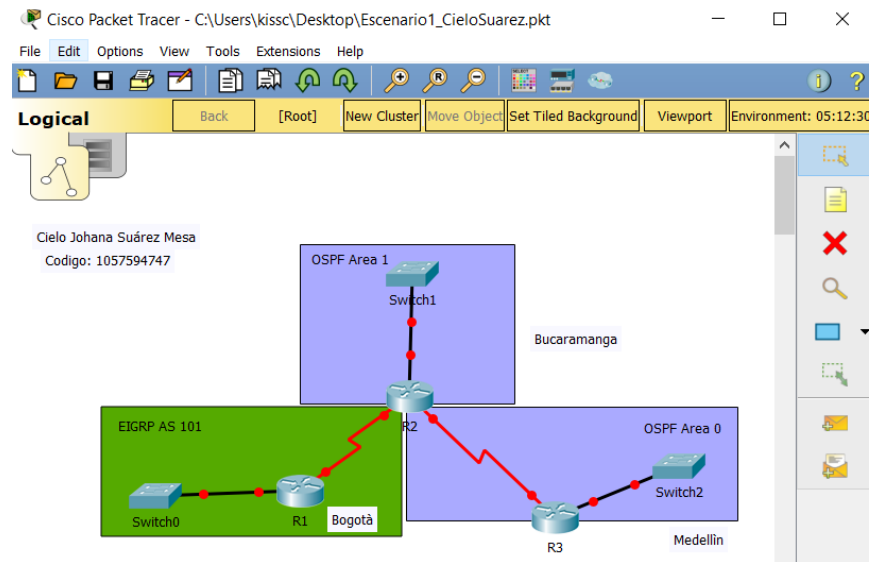 Cisco Packet Tracer - C:\Users\kissc\Desktop\Escenario1_CieloSuarez.pkt
File Edit Options View Tools Extensions Help
Logical Back [Root] New Cluster Move Object Set Tiled Background Viewport Environment: 05:12:30
Cielo Johana Suárez Mesa
Codigo: 1057594747
OSPF Area 1
Switch1
Bucaramanga
R2
EIGRP AS 101
OSPF Area 0
Switch2
Switch0
R1
Bogotà
R3
Medellîn